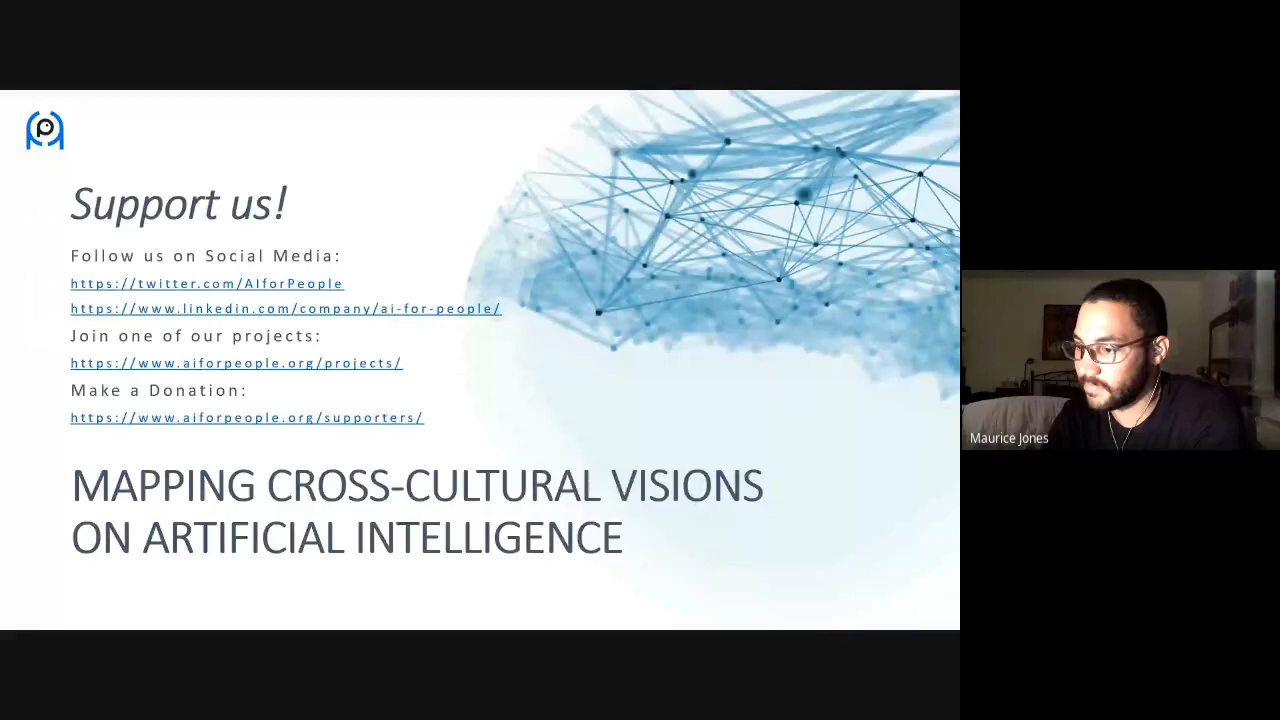 Support us!
Follow us on Social Media:
https://twitter.com/AIforPeople
https://www.linkedin.com/company/ai-for-people/
Join one of our projects:
https://www.aiforpeople.org/projects/
Make a Donation:
https://www.aiforpeople.org/supporters/
MAPPING CROSS-CULTURAL VISIONS
ON ARTIFICIAL INTELLIGENCE
Maurice Jones